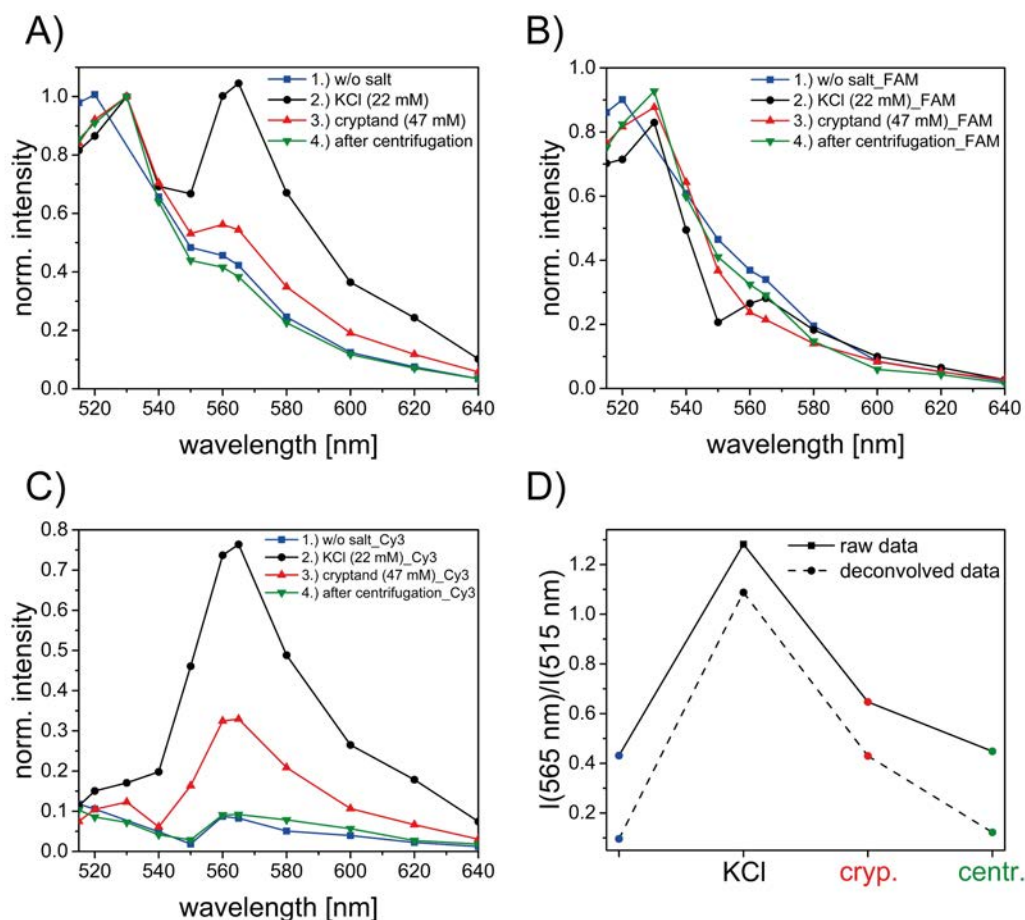 A)
norm. intensity
1.0
0.8
0.6
0.4
0.2
0.0
1.) w/o salt
2.) KCl (22 mM)
3.) cryptand (47 mM)
4.) after centrifugation
520 540 560 580 600 620 640
wavelength [nm]
B)
norm. intensity
1.0
0.8
0.6
0.4
0.2
0.0
1.) w/o salt_FAM
2.) KCl (22 mM)_FAM
3.) cryptand (47 mM)_FAM
4.) after centrifugation_FAM
520 540 560 580 600 620 640
wavelength [nm]
C)
norm. intensity
0.8
0.7
0.6
0.5
0.4
0.3
0.2
0.1
0.0
1.) w/o salt_Cy3
2.) KCl (22 mM)_Cy3
3.) cryptand (47 mM)_Cy3
4.) after centrifugation_Cy3
520 540 560 580 600 620 640
wavelength [nm]
D)
I(565 nm)/I(515 nm)
1.2
1.0
0.8
0.6
0.4
0.2
raw data
deconvolved data
KCl cryp. centr.